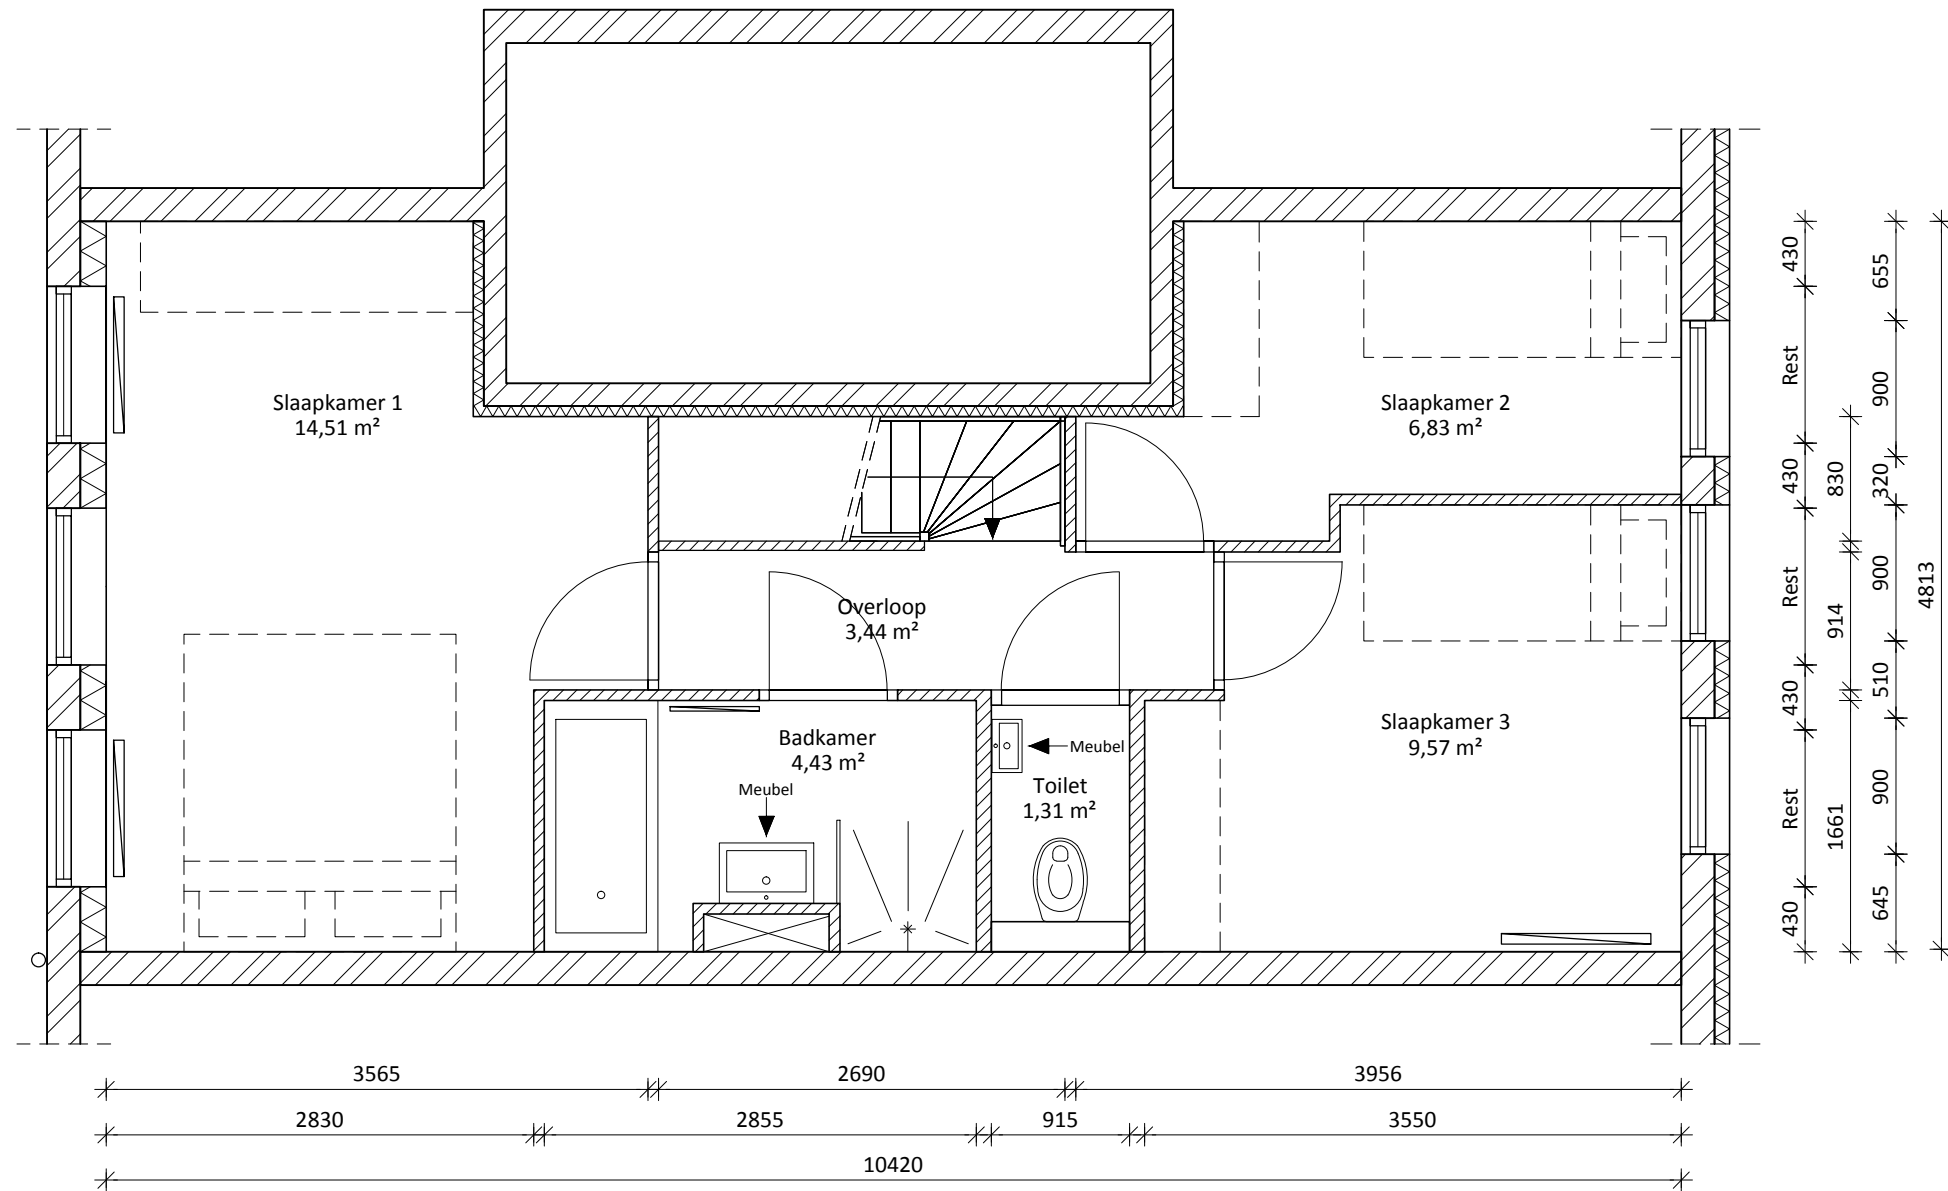 Slaapkamer 1
14,51 m²
Slaapkamer 2
6,83 m²
Overloop
3,44 m²
Slaapkamer 3
9,57 m²
Badkamer
4,43 m²
Meubel
Meubel
Toilet
1,31 m²
430
Rest
430
Rest
430
Rest
430
830
914
1661
655
900
320
900
510
900
645
4813
3565
2690
3956
2830
2855
915
3550
10420